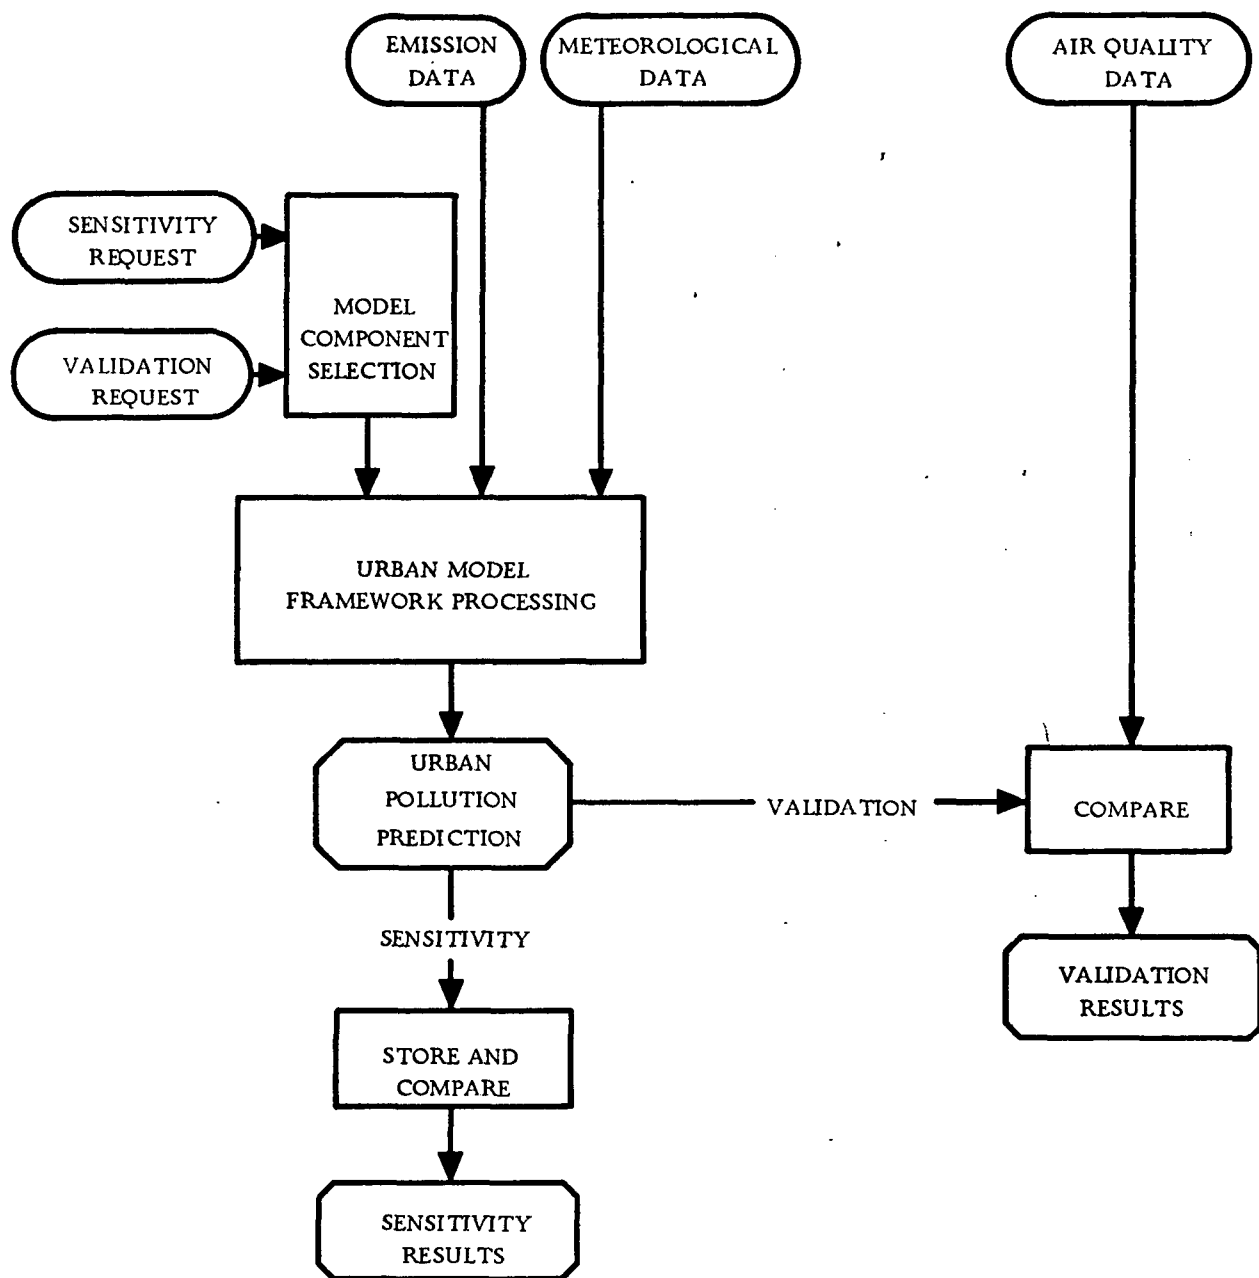 EMISSION
DATA
METEOROLOGICAL
DATA
AIR QUALITY
DATA
SENSITIVITY
REQUEST
MODEL
COMPONENT
SELECTION
VALIDATION
REQUEST
URBAN MODEL
FRAMEWORK PROCESSING
URBAN
POLLUTION
PREDICTION
VALIDATION
COMPARE
SENSITIVITY
VALIDATION
RESULTS
STORE AND
COMPARE
SENSITIVITY
RESULTS